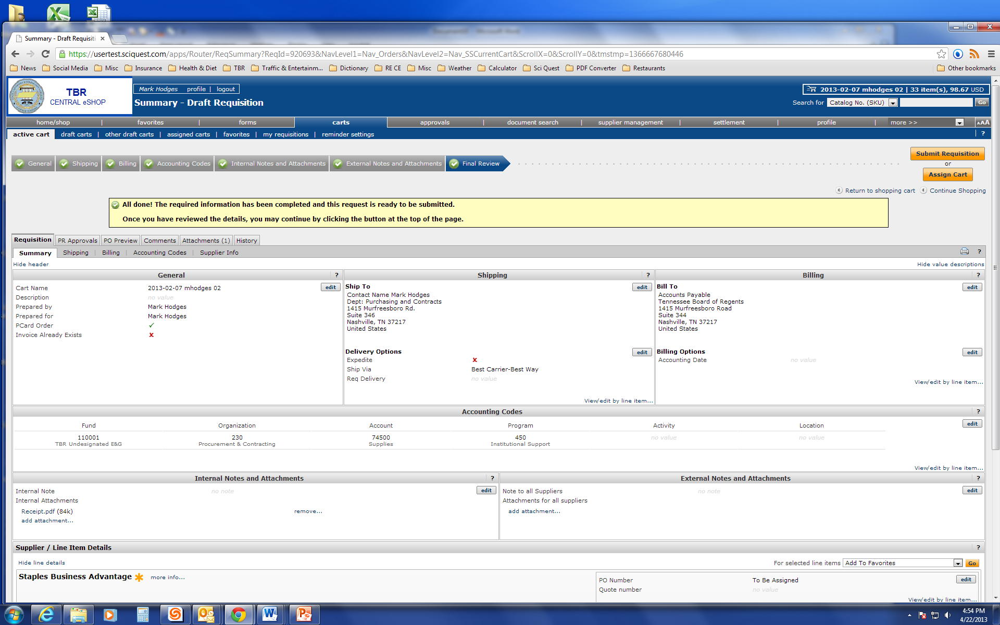 Summary - Draft Requisiti
https://usertest.sciquest.com/apps/Router/ReqSummary?ReqId=920693&NavLevel1=Nav_Orders&NavLevel2=Nav_SSCurrentCart&ScrollX=0&ScrollY=0&tmstmp=1366667680446
News Social Media Misc Insurance Health & Diet TBR Traffic & Entertainm... Dictionary RE CE Misc Weather Calculator Sci Quest PDF Converter Restaurants Other bookmarks
TBR
CENTRAL eSHOP
Mark Hodges profile | logout
2013-02-07 mhodges 02 | 33 item(s), 98.67 USD
Summary - Draft Requisition
Search for Catalog No. (SKU) Go
home/shop | favorites | forms carts approvals | document search | supplier management | settlement | profile | more >> AAA
active cart draft carts | other draft carts | assigned carts | favorites | my requisitions | reminder settings | ?
General Shipping Billing Accounting Codes Internal Notes and Attachments External Notes and Attachments Final Review
Submit Requisition
or
Assign Cart
Return to shopping cart Continue Shopping
All done! The required information has been completed and this request is ready to be submitted.
Once you have reviewed the details, you may continue by clicking the button at the top of the page.
Requisition PR Approvals PO Preview Comments Attachments (1) History
Summary Shipping | Billing | Accounting Codes | Supplier Info ?
Hide header Hide value descriptions
General ? Shipping ? Billing ?
Cart Name 2013-02-07 mhodges 02 edit
Description no value
Prepared by Mark Hodges
Prepared for Mark Hodges
PCard Order
Invoice Already Exists
Ship To edit
Contact Name Mark Hodges
Dept: Purchasing and Contracts
1415 Murfreesboro Rd.
Suite 346
Nashville, TN 37217
United States
Delivery Options edit
Expedite
Ship Via Best Carrier-Best Way
Req Delivery no value
View/edit by line item...
Bill To edit
Accounts Payable
Tennessee Board of Regents
1415 Murfreesboro Road
Suite 344
Nashville, TN 37217
United States
Billing Options edit
Accounting Date no value
View/edit by line item...
Accounting Codes ?
Fund Organization Account Program Activity Location edit
110001 230 74500 450 no value no value
TBR Undesignated E&G Procurement & Contracting Supplies Institutional Support
View/edit by line item...
Internal Notes and Attachments ?
Internal Note no note edit
Internal Attachments
Receipt.pdf (84k) remove...
add attachment...
External Notes and Attachments ?
Note to all Suppliers no note edit
Attachments for all suppliers
add attachment...
Supplier / Line Item Details ?
Hide line details For selected line items Add To Favorites Go
Staples Business Advantage more info...
PO Number To Be Assigned edit
Quote number no value
View/edit by line item...
4:54 PM
4/22/2013